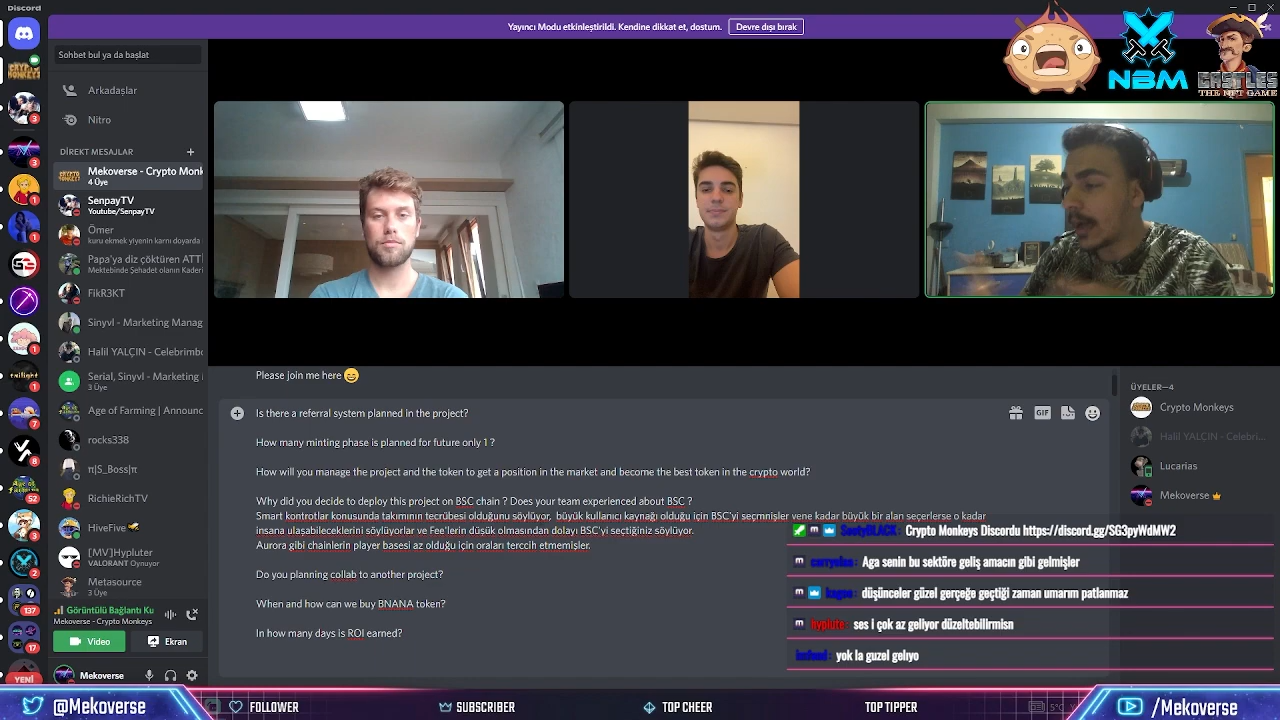 Discord
Yayıncı Modu etkinleştirildi. Kendine dikkat et, dostum. Devre dışı bırak
NBM
CASTLES
THE NFT GAME
Sohbet bul ya da başlat
Arkadaşlar
Nitro
DİREKT MESAJLAR
Mekoverse - Crypto Monk
4 Üye
SenpayTV
Youtube/SenpayTV
Ömer
kuru ekmek yiyenin karnı doyarda
Papa'ya diz çöktüren ATTİ
Mektebinde Şehadet olanın Kaderi
FikR3KT
Sinyvl - Marketing Manag
Halil YALÇIN - Celebrimbo
Serial, Sinyvl - Marketing
3 Üye
Age of Farming | Announc
rocks338
π|S_Boss|π
RichieRichTV
HiveFive
[MV]Hypluter
VALORANT Oynuyor
Metasource
3 Üye
Görüntülü Bağlantı Ku
Mekoverse - Crypto Monkeys
Video
Ekran
Mekoverse
YENİ
Please join me here
Is there a referral system planned in the project?
GIF
How many minting phase is planned for future only 1 ?
How will you manage the project and the token to get a position in the market and become the best token in the crypto world?
Why did you decide to deploy this project on BSC chain ? Does your team experienced about BSC ?
Smart kontrotlar konusunda takımının tecrübesi olduğunu söylüyor, büyük kullanıcı kaynağı olduğu için BSC'yi seçmişler vene kadar büyük bir alan seçerlerse o kadar
insana ulaşabileceklerini söylüyorlar ve Fee'lerin düşük olmasından dolayı BSC'yi seçtiğiniz söylüyor.
Aurora gibi chainlerin player basesi az olduğu için oraları tercih etmemişler.
Do you planning collab to another project?
When and how can we buy BNANA token?
In how many days is ROI earned?
ÜYELER—4
Crypto Monkeys
Halil YALÇIN - Celebri...
Lucarias
Mekoverse
SootyBLACK: Crypto Monkeys Discordu https://discord.gg/SG3pyWdMW2
Aga senin bu sektöre geliş amacın gibi gelmişler
düşünceler güzel gerçeğe geçtiği zaman umarım patlanmaz
ses i çok az geliyor düzeltebilirmisn
yok la guzel gelıyo
@Mekoverse
FOLLOWER
SUBSCRIBER
TOP CHEER
TOP TIPPER
/Mekoverse